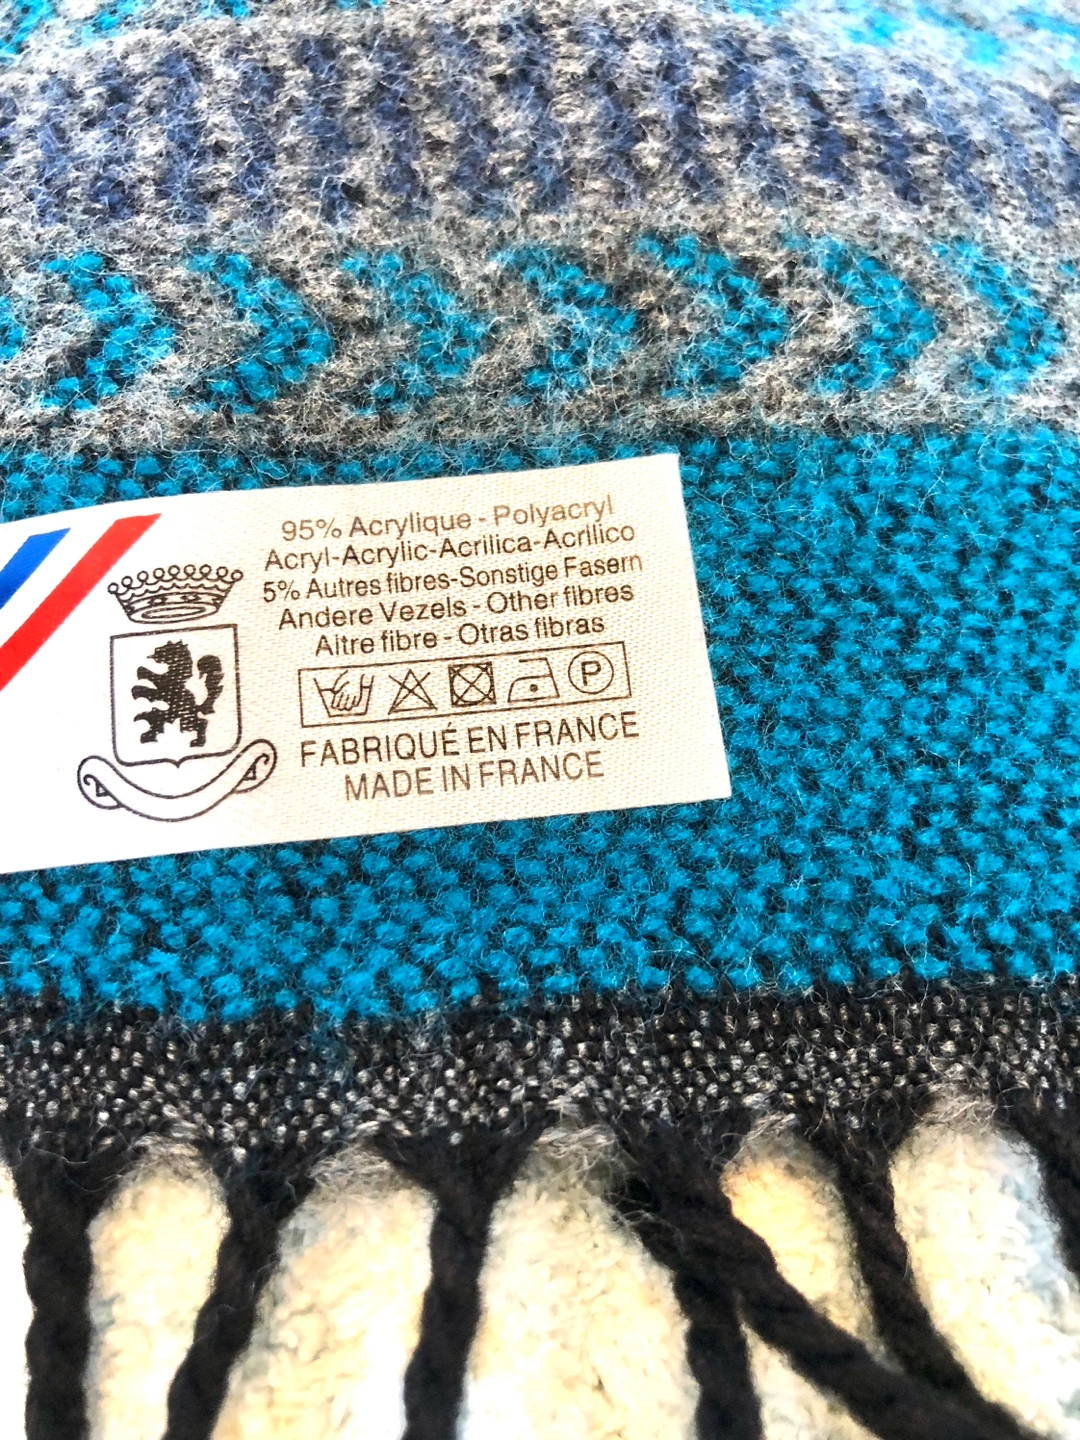 95% Acrylique - Polyacryl
Acryl-Acrylic-Acrilica-Acrilico
5% Autres fibres-Sonstige Fasern
Andere Vezels - Other fibres
Altre fibre - Otras fibras
P
FABRIQUÉ EN FRANCE
MADE IN FRANCE